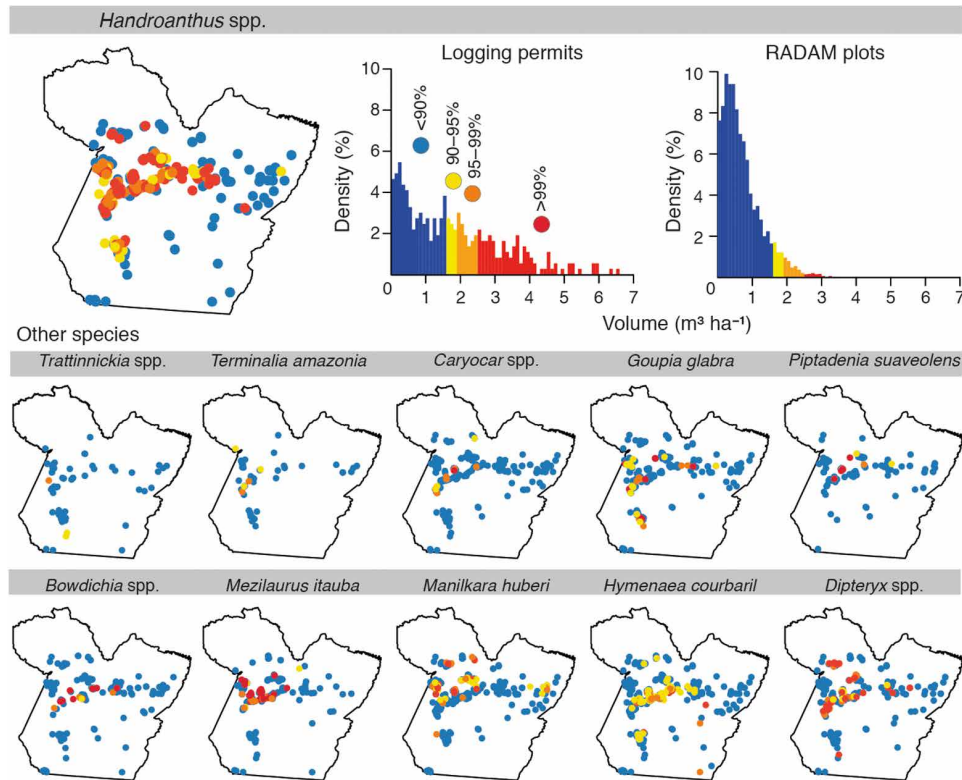 Handroanthus spp.
Logging permits
RADAM plots
Density (%)
10
8
6
4
2
0
1
2
3
4
5
6
7
<90%
90–95%
95–99%
>99%
Density (%)
10
8
6
4
2
0
1
2
3
4
5
6
7
Volume (m³ ha⁻¹)
Other species
Trattinnickia spp.
Terminalia amazonia
Caryocar spp.
Goupia glabra
Piptadenia suaveolens
Bowdichia spp.
Mezilaurus itauba
Manilkara huberi
Hymenaea courbaril
Dipteryx spp.